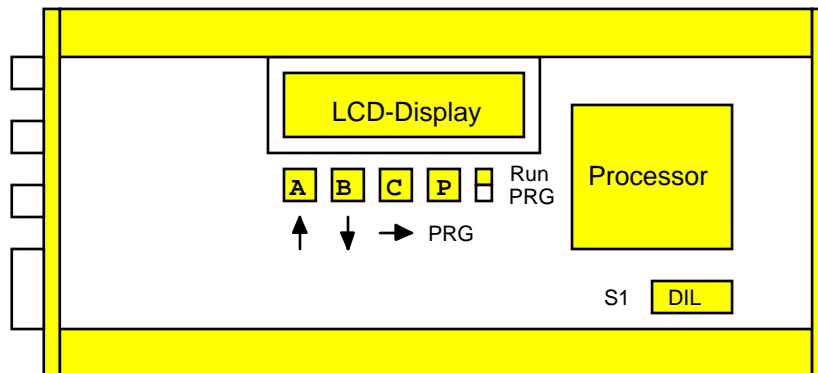 LCD-Display
A B C P Run
PRG
Processor
PRG
S1 DIL